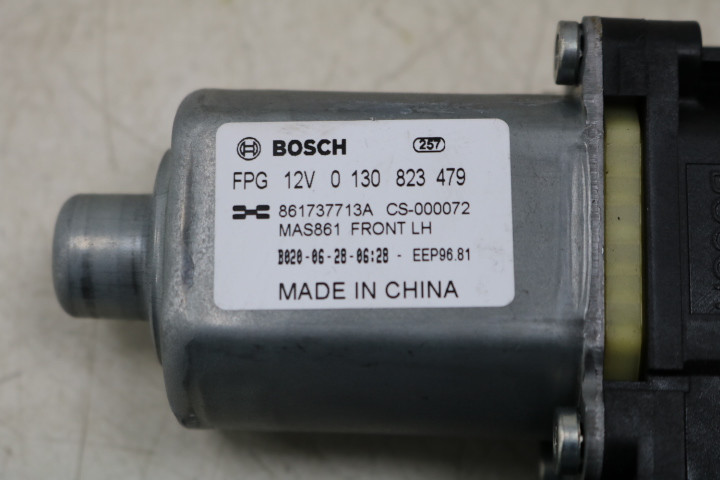 BOSCH 257
FPG 12V 0 130 823 479
861737713A CS-000072
MAS861 FRONT LH
B020-06-28-06:28 - EEP96.81
MADE IN CHINA